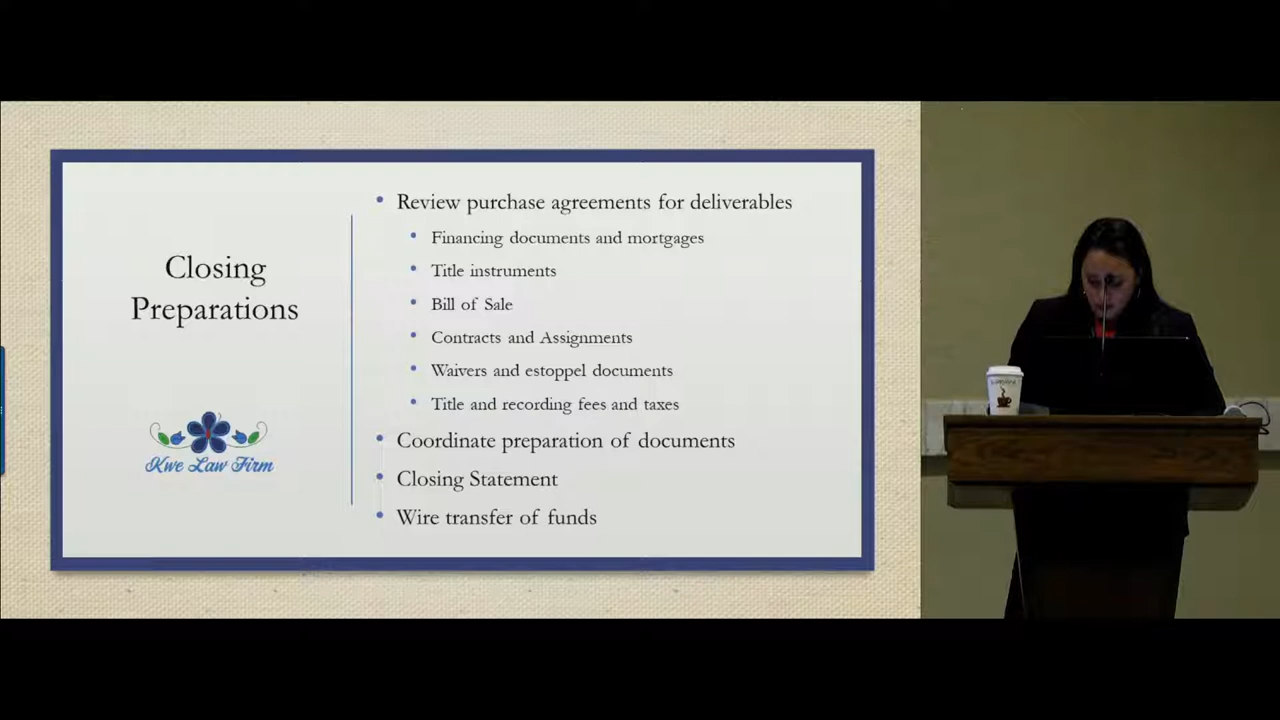 Closing
Preparations
Kwe Law Firm
Review purchase agreements for deliverables
Financing documents and mortgages
Title instruments
Bill of Sale
Contracts and Assignments
Waivers and estoppel documents
Title and recording fees and taxes
Coordinate preparation of documents
Closing Statement
Wire transfer of funds